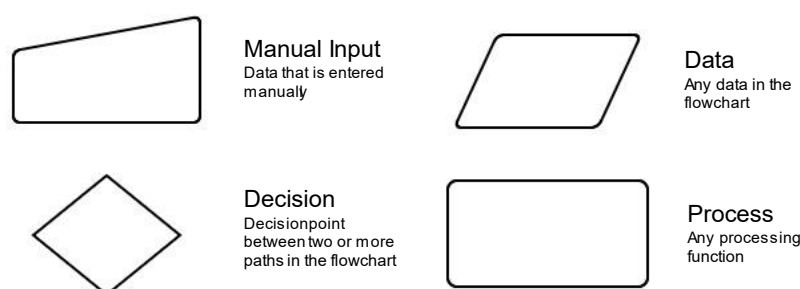 Manual Input
Data that is entered
manually
Data
Any data in the
flowchart
Decision
Decisionpoint
between two or more
paths in the flowchart
Process
Any processing
function